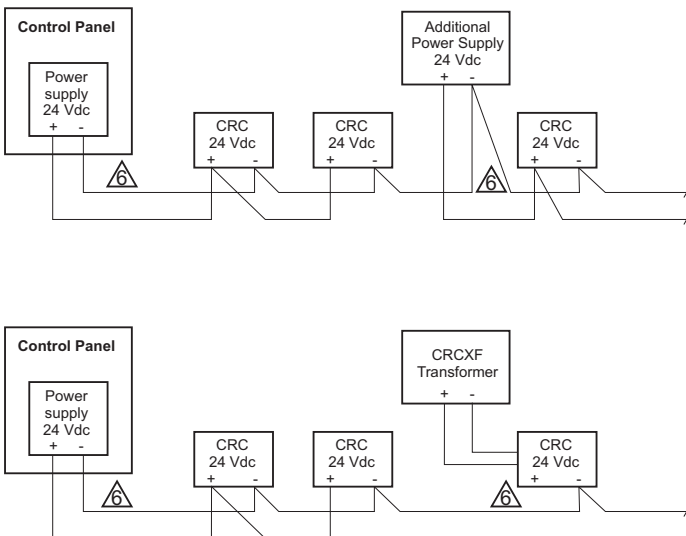 Control Panel
Power
supply
24 Vdc
+ -
6
CRC
24 Vdc
+ -
CRC
24 Vdc
+ -
Additional
Power Supply
24 Vdc
+ -
6
CRC
24 Vdc
+ -
Control Panel
Power
supply
24 Vdc
+ -
6
CRC
24 Vdc
+ -
CRC
24 Vdc
+ -
CRCXF
Transformer
+ -
6
CRC
24 Vdc
+ -